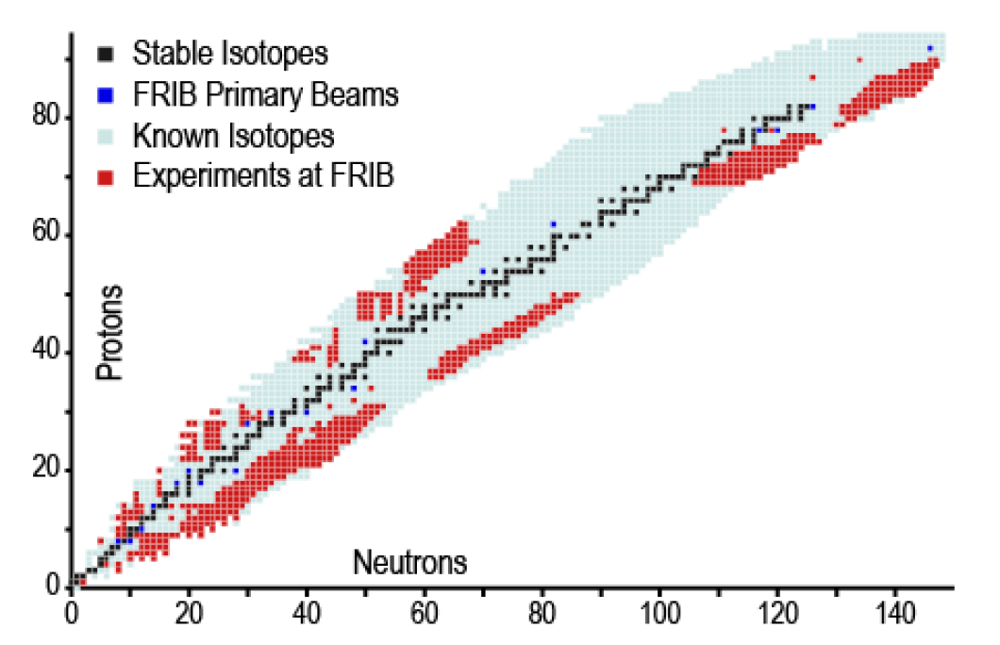 Stable Isotopes
FRIB Primary Beams
Known Isotopes
Experiments at FRIB
80
60
40
20
0
Protons
Neutrons
0 20 40 60 80 100 120 140